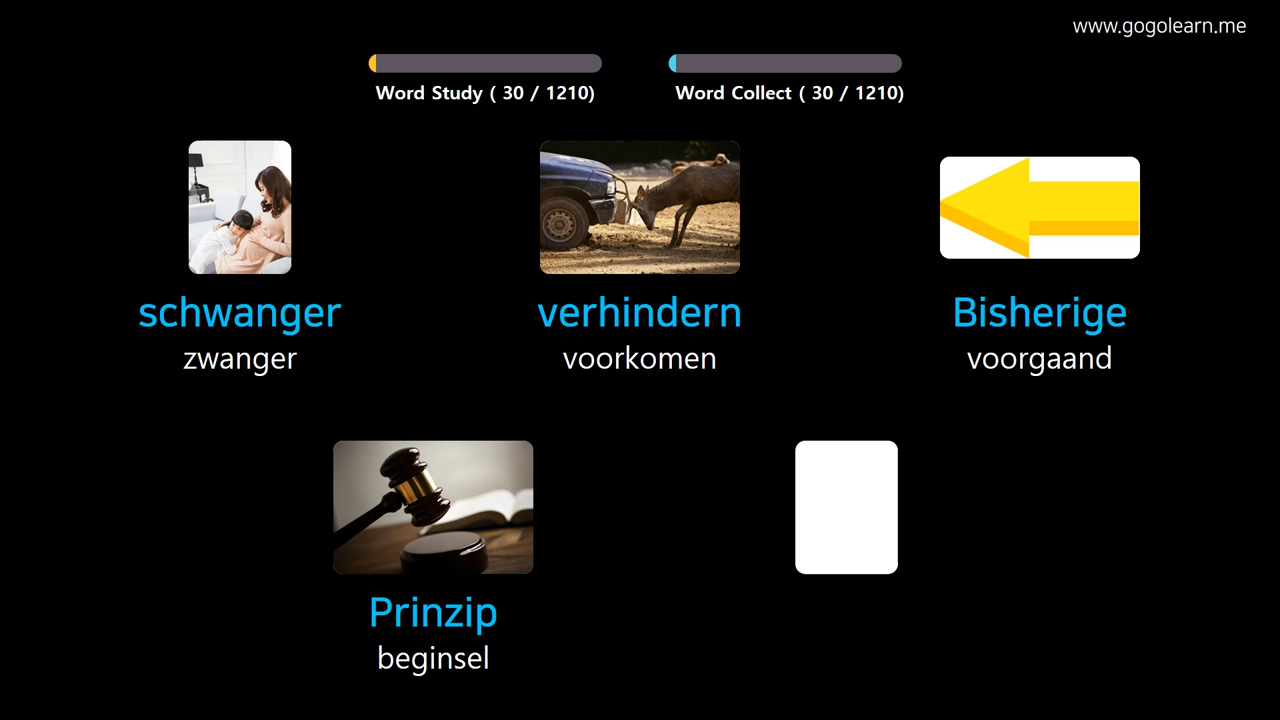 www.gogolearn.me
Word Study ( 30 / 1210)
Word Collect ( 30 / 1210)
schwanger
zwanger
verhindern
voorkomen
Bisherige
voorgaand
Prinzip
beginsel